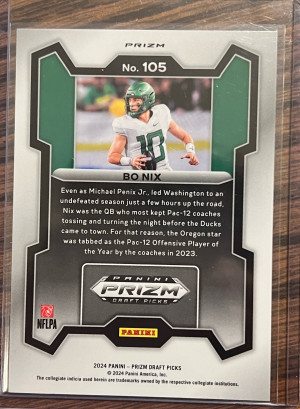 PRIZM
No. 105
10
BO NIX
Even as Michael Penix Jr., led Washington to an
undefeated season just a few hours up the road,
Nix was the QB who most kept Pac-12 coaches
tossing and turning the night before the Ducks
came to town. For that reason, the Oregon star
was tabbed as the Pac-12 Offensive Player of
the Year by the coaches in 2023.
PANINI
PRIZM
DRAFT PICKS
NFLPA
PANINI
2024 PANINI – PRIZM DRAFT PICKS
© 2024 Panini America, Inc.
The collegiate indicia used herein are trademarks owned by the respective collegiate institutions.